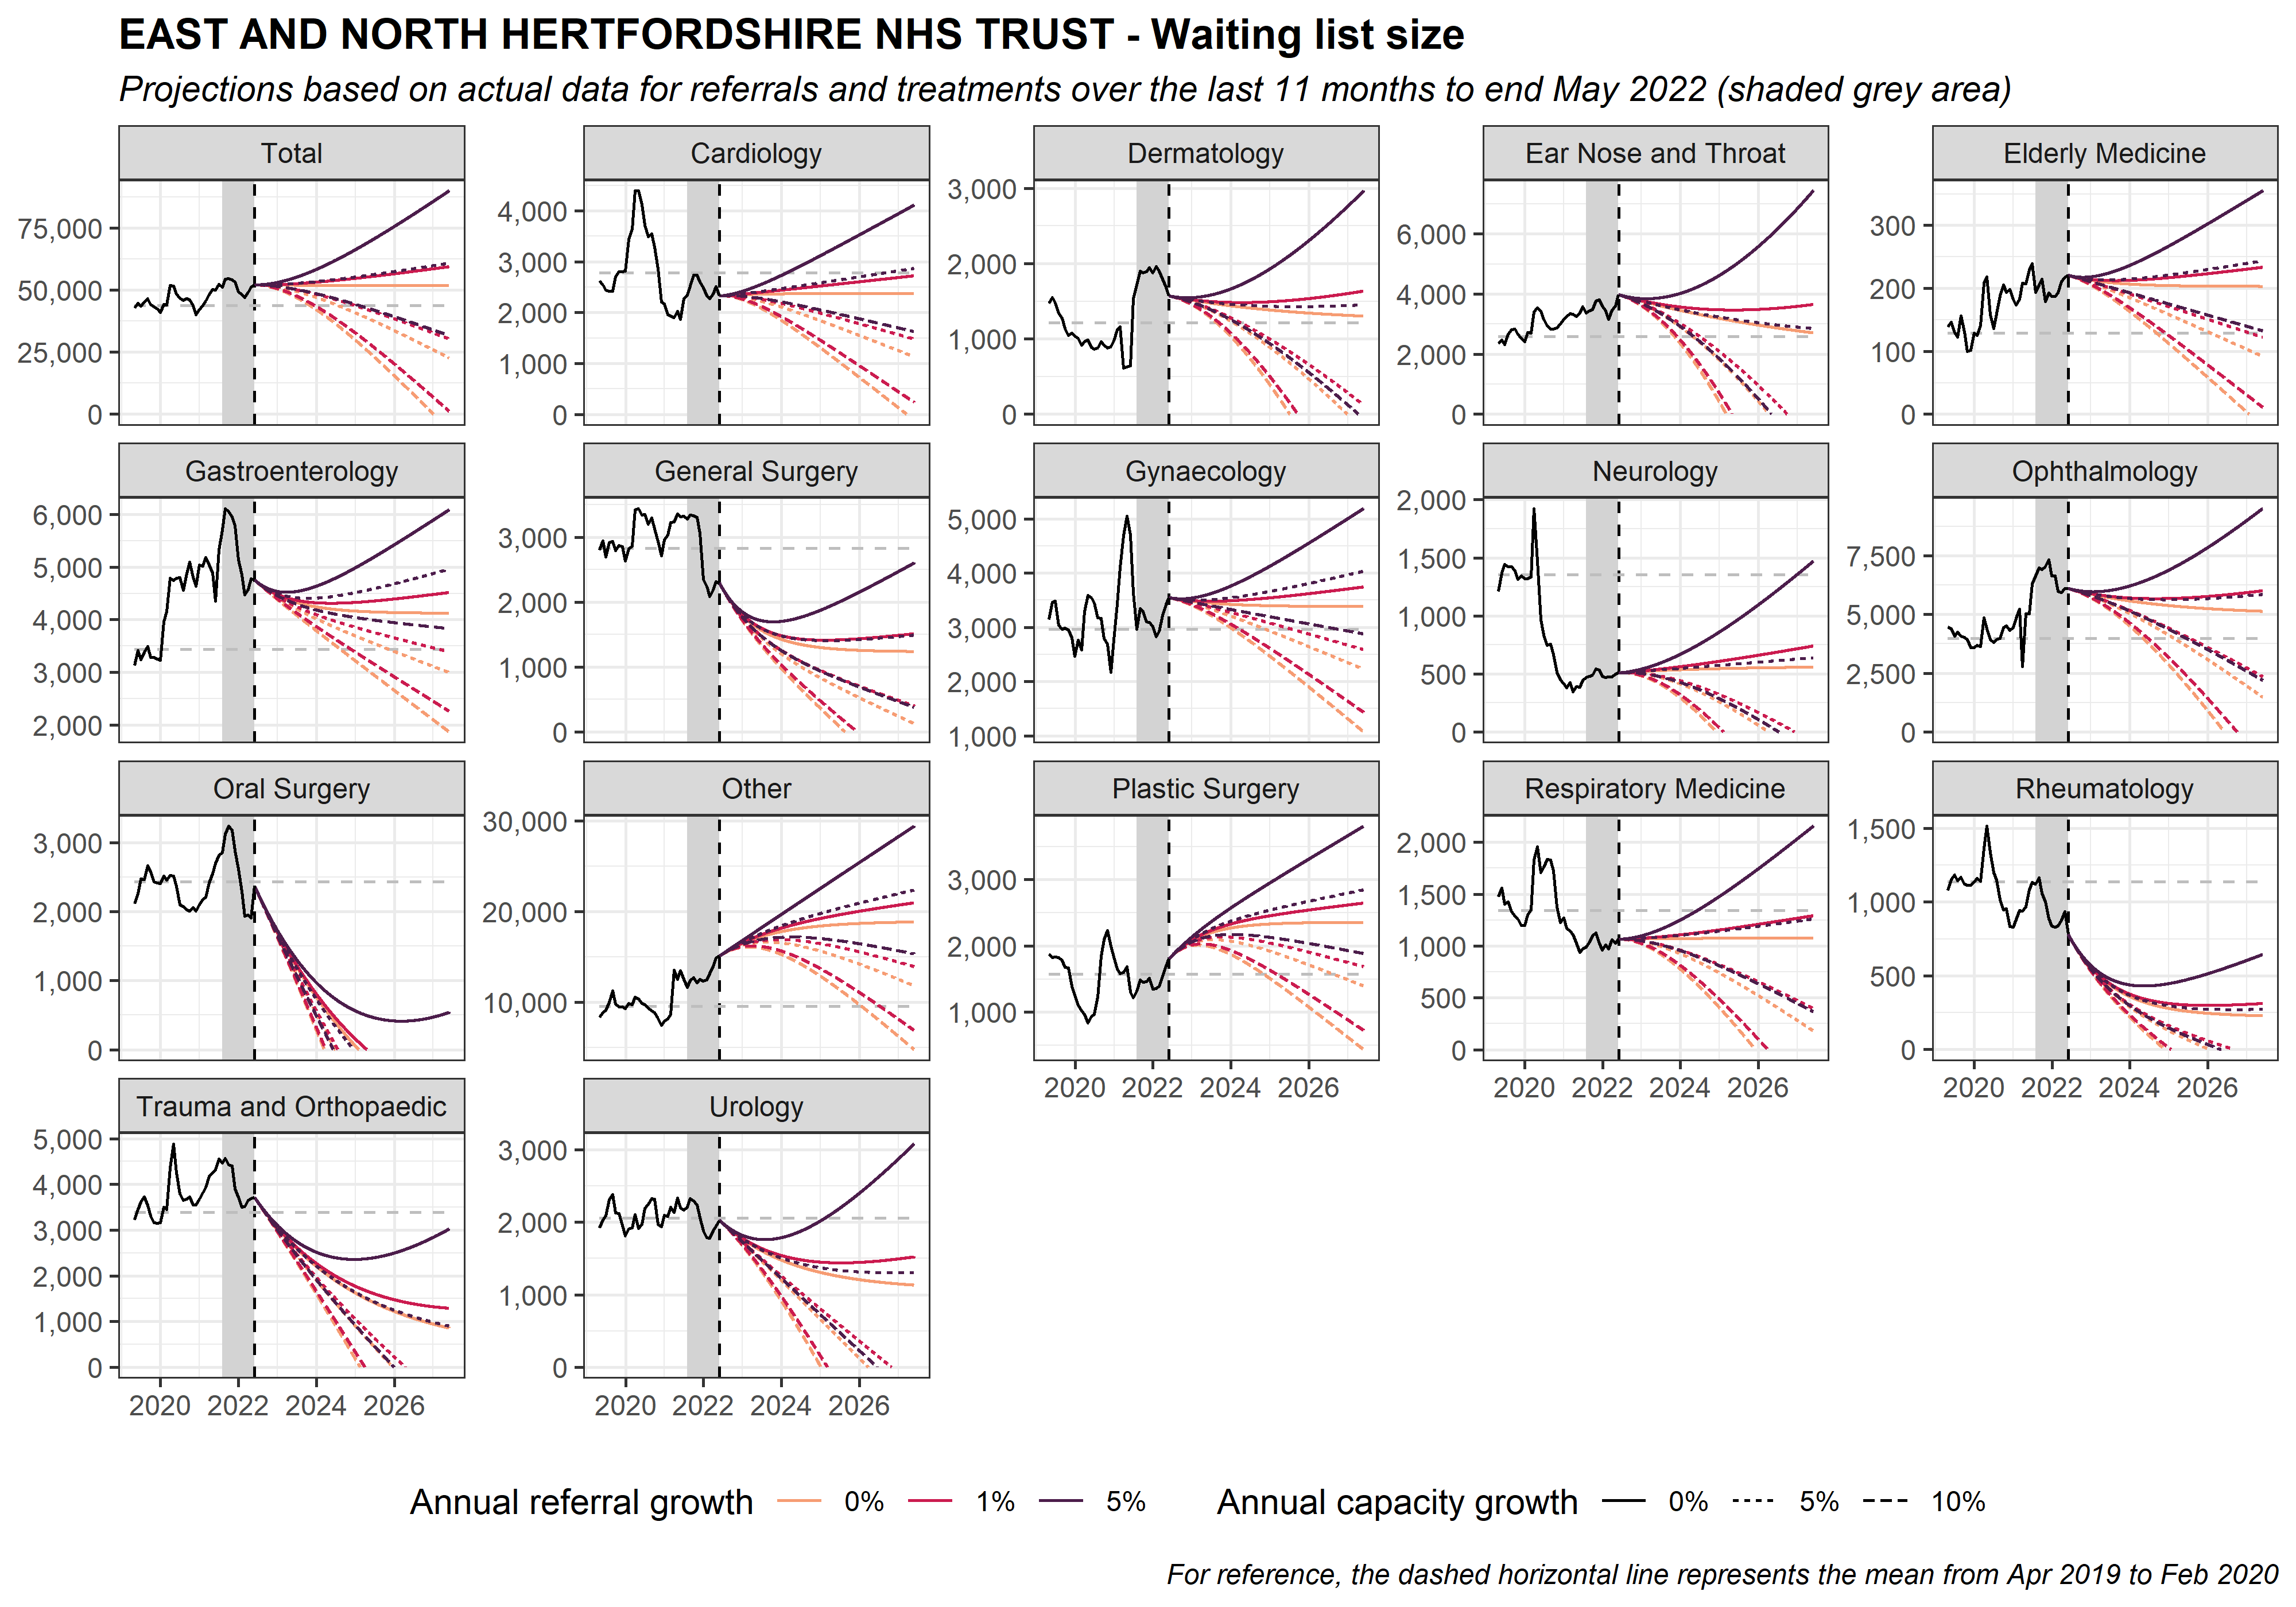 EAST AND NORTH HERTFORDSHIRE NHS TRUST - Waiting list size
Projections based on actual data for referrals and treatments over the last 11 months to end May 2022 (shaded grey area)
Total
75,000
50,000
25,000
0
Cardiology
4,000
3,000
2,000
1,000
0
Dermatology
3,000
2,000
1,000
0
Ear Nose and Throat
6,000
4,000
2,000
0
Elderly Medicine
300
200
100
0
Gastroenterology
6,000
5,000
4,000
3,000
2,000
General Surgery
3,000
2,000
1,000
0
Gynaecology
5,000
4,000
3,000
2,000
1,000
Neurology
2,000
1,500
1,000
500
0
Ophthalmology
7,500
5,000
2,500
0
Oral Surgery
3,000
2,000
1,000
0
Other
30,000
20,000
10,000
Plastic Surgery
3,000
2,000
1,000
2020 2022 2024 2026
Respiratory Medicine
2,000
1,500
1,000
500
0
2020 2022 2024 2026
Rheumatology
1,500
1,000
500
0
2020 2022 2024 2026
Trauma and Orthopaedic
5,000
4,000
3,000
2,000
1,000
0
2020 2022 2024 2026
Urology
3,000
2,000
1,000
0
2020 2022 2024 2026
Annual referral growth 0% 1% 5% Annual capacity growth 0% 5% 10%
For reference, the dashed horizontal line represents the mean from Apr 2019 to Feb 2020